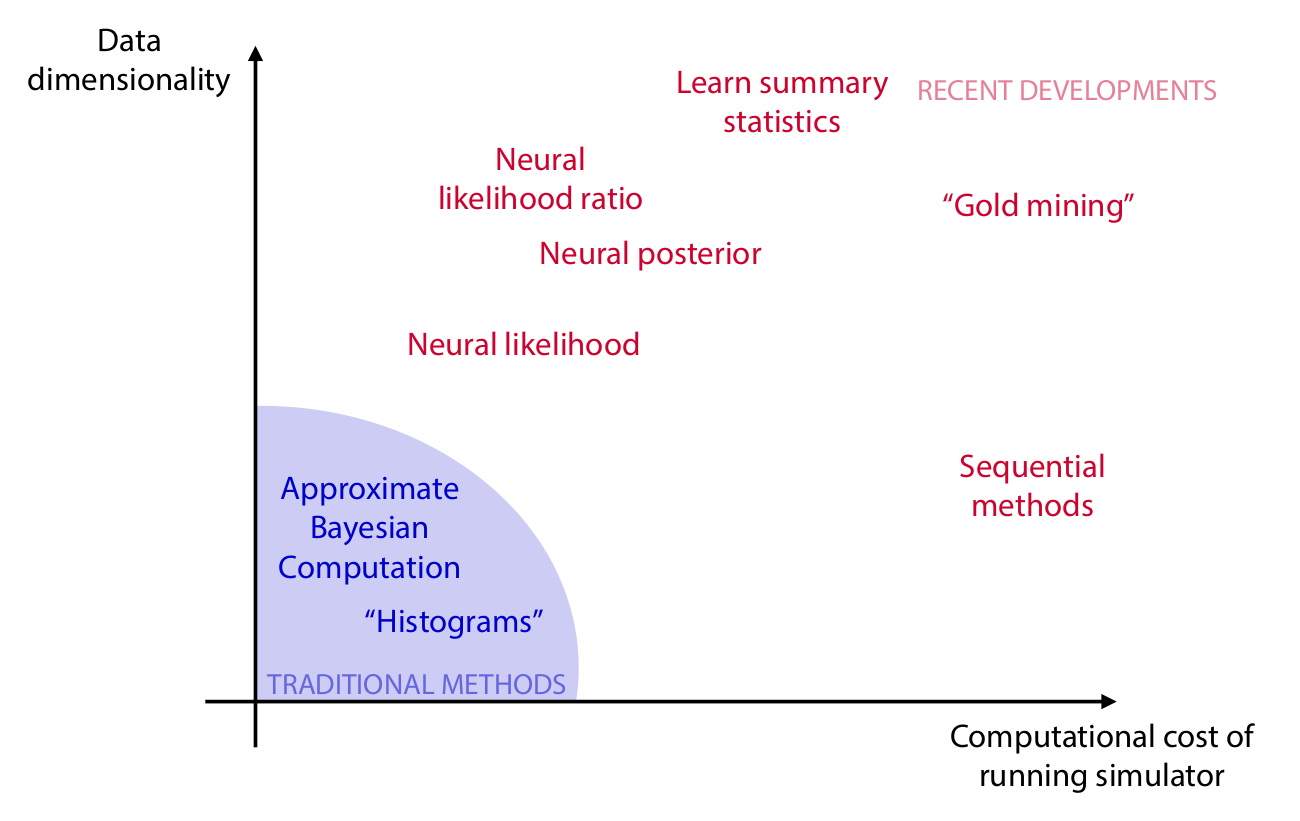 Data
dimensionality
Learn summary
statistics
RECENT DEVELOPMENTS
Neural
likelihood ratio
“Gold mining”
Neural posterior
Neural likelihood
Sequential
methods
Approximate
Bayesian
Computation
“Histograms”
TRADITIONAL METHODS
Computational cost of
running simulator